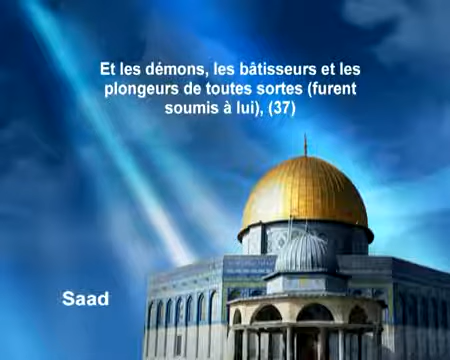 Et les démons, les bâtisseurs et les
plongeurs de toutes sortes (furent
soumis à lui), (37)
Saad